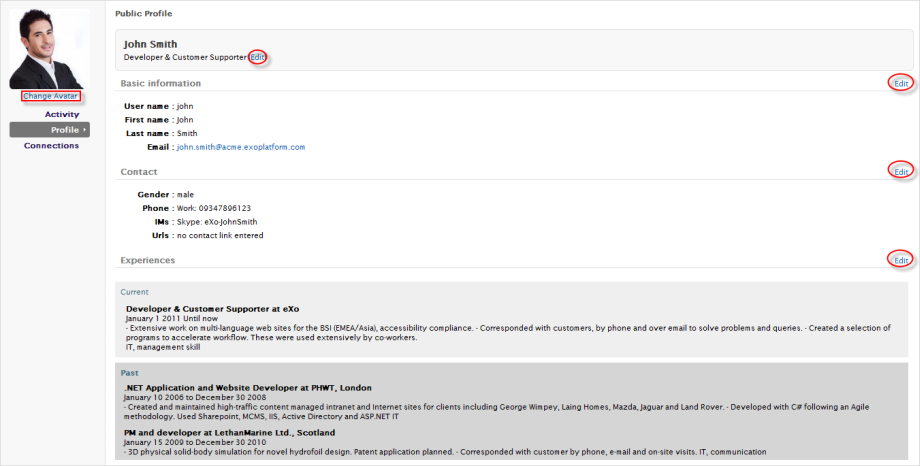 Public Profile
John Smith
Developer & Customer Supporter Edit
Change Avatar
Activity
Profile
Connections
Basic information
Edit
User name : john
First name : John
Last name : Smith
Email : john.smith@acme.exoplatform.com
Contact
Edit
Gender : male
Phone : Work: 09347896123
IMs : Skype: eXo-JohnSmith
Urls : no contact link entered
Experiences
Edit
Current
Developer & Customer Supporter at eXo
January 1 2011 Until now
- Extensive work on multi-language web sites for the BSI (EMEA/Asia), accessibility compliance. - Corresponded with customers, by phone and over email to solve problems and queries. - Created a selection of
programs to accelerate workflow. These were used extensively by co-workers.
IT, management skill
Past
.NET Application and Website Developer at PHWT, London
January 10 2006 to December 30 2008
- Created and maintained high-traffic content managed intranet and Internet sites for clients including George Wimpey, Laing Homes, Mazda, Jaguar and Land Rover. - Developed with C# following an Agile
methodology. Used Sharepoint, MCMS, IIS, Active Directory and ASP.NET IT
PM and developer at LethanMarine Ltd., Scotland
January 15 2009 to December 30 2010
- 3D physical solid-body simulation for novel hydrofoil design. Patent application planned. - Corresponded with customer by phone, e-mail and on-site visits. IT, communication